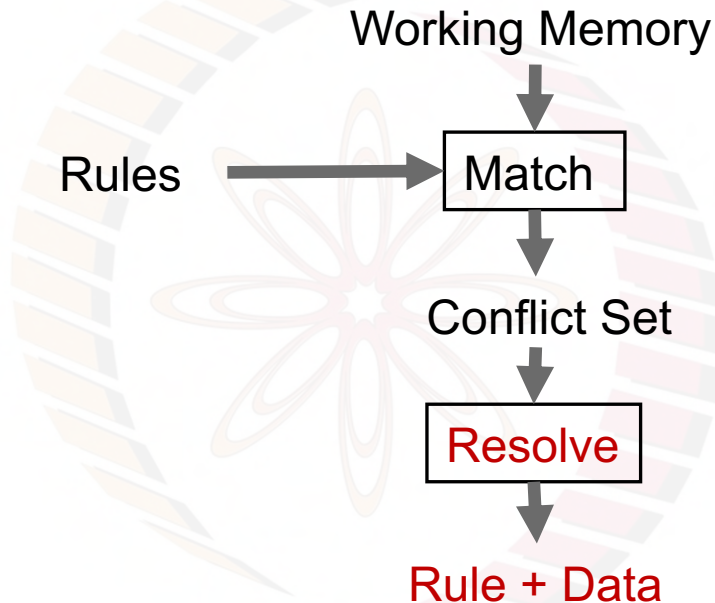 Working Memory
Rules
Match
Conflict Set
Resolve
Rule + Data